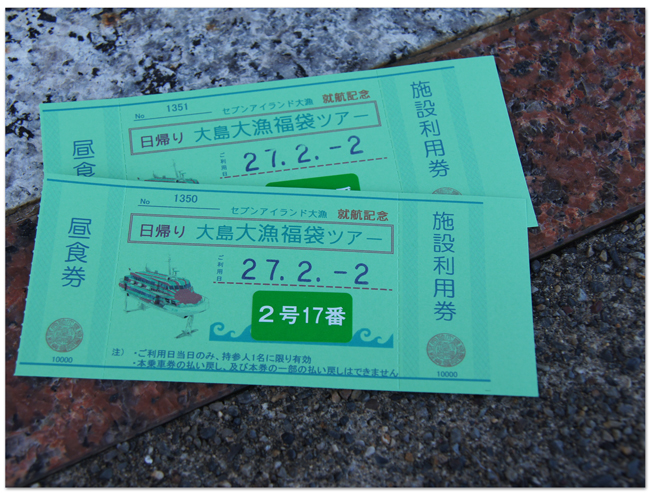 No 1351
セブンアイランド大漁 就航記念
日帰り 大島大漁福袋ツアー
ご利用日 27.2.-2
昼食
施設利用券
No 1350
セブンアイランド大漁 就航記念
日帰り 大島大漁福袋ツアー
ご利用日 27.2.-2
2号17番
昼食券
施設利用券
注) ・ご利用日当日のみ、持参人1名に限り有効
・本乗車券の払い戻し、及び本券の一部の払い戻しはできません
10000
10000